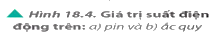 Hình 18.4. Giá trị suất điện
động trên: a) pin và b) ắc quy